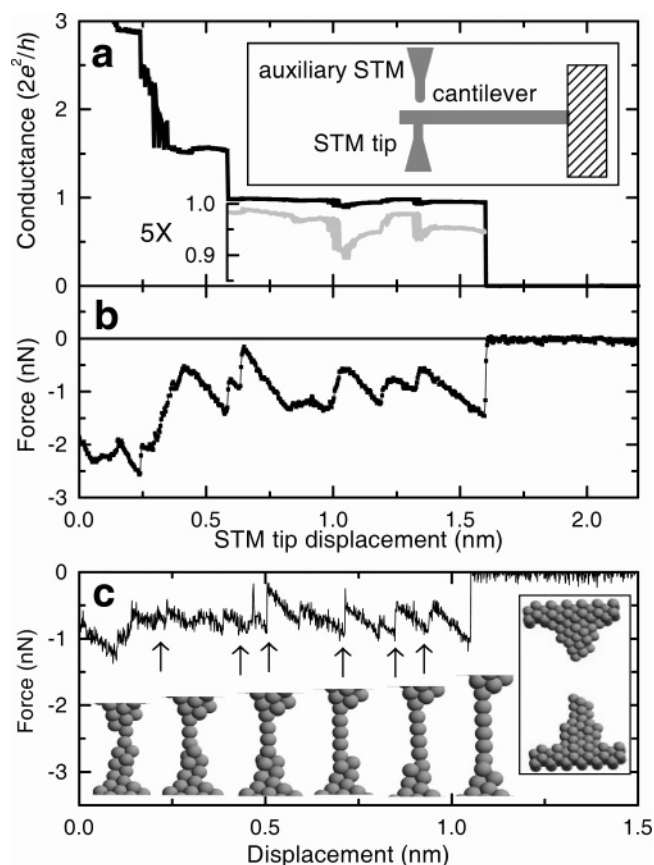 3
a
auxiliary STM
cantilever
2
STM tip
1
1.0
5X
0.9
0
Conductance (2e²/h)
b
0
-1
-2
-3
Force (nN)
0.0 0.5 1.0 1.5 2.0
STM tip displacement (nm)
c
0
-1
-2
-3
Force (nN)
0.0 0.5 1.0 1.5
Displacement (nm)